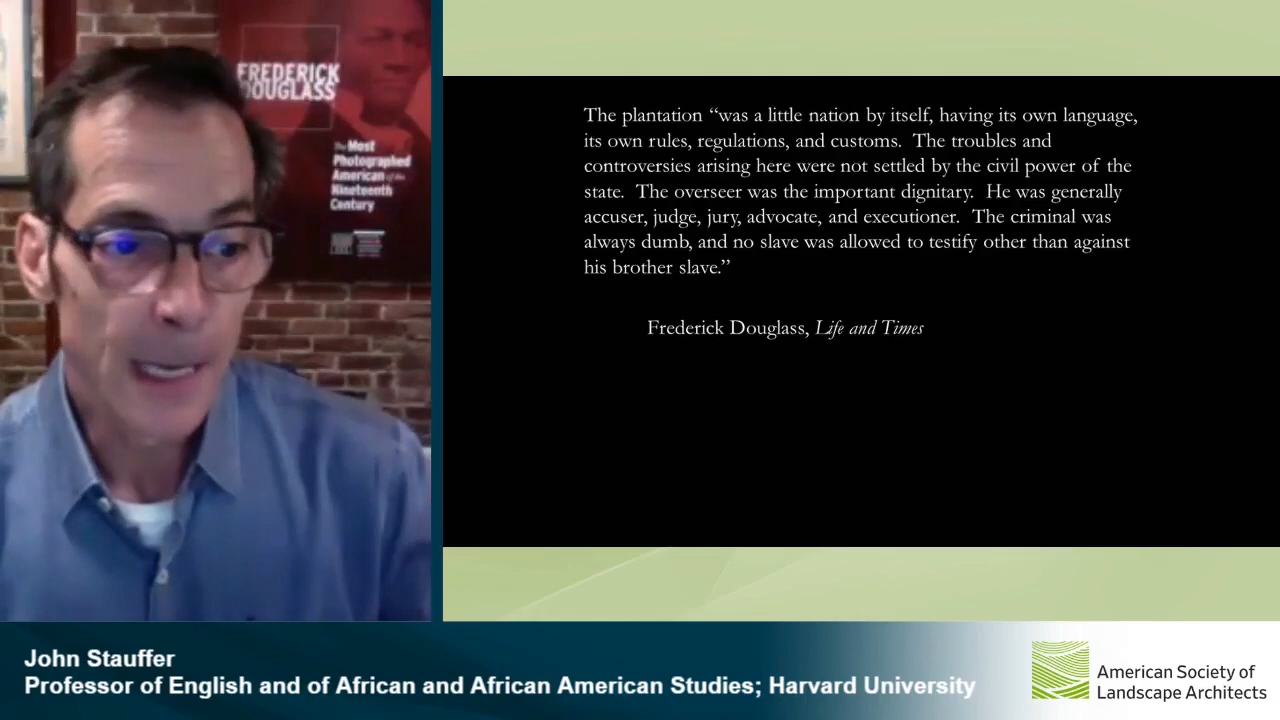 FREDERICK
DOUGLASS
The Most
Photographed
American of the
Nineteenth
Century
The plantation “was a little nation by itself, having its own language,
its own rules, regulations, and customs.  The troubles and
controversies arising here were not settled by the civil power of the
state.  The overseer was the important dignitary.  He was generally
accuser, judge, jury, advocate, and executioner.  The criminal was
always dumb, and no slave was allowed to testify other than against
his brother slave.”
Frederick Douglass, Life and Times
John Stauffer
Professor of English and of African and African American Studies; Harvard University
American Society of
Landscape Architects